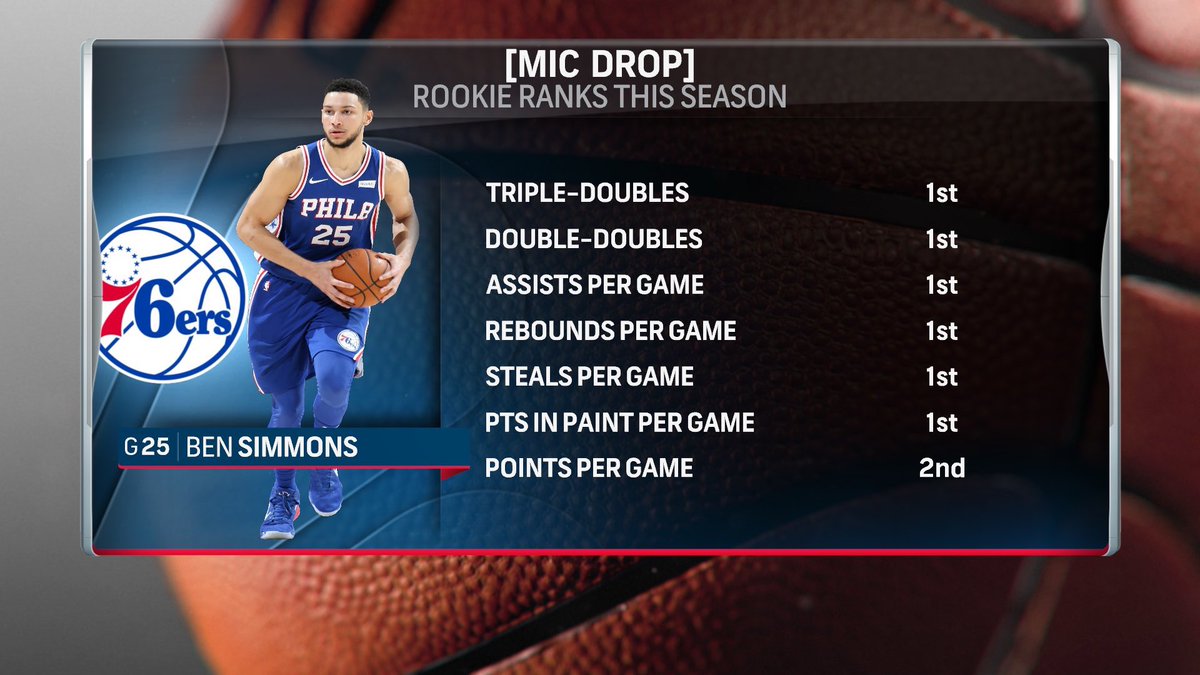 [MIC DROP]
ROOKIE RANKS THIS SEASON
PHILA
25
76ers
76ers
G 25 BEN SIMMONS
TRIPLE-DOUBLES 1st
DOUBLE-DOUBLES 1st
ASSISTS PER GAME 1st
REBOUNDS PER GAME 1st
STEALS PER GAME 1st
PTS IN PAINT PER GAME 1st
POINTS PER GAME 2nd